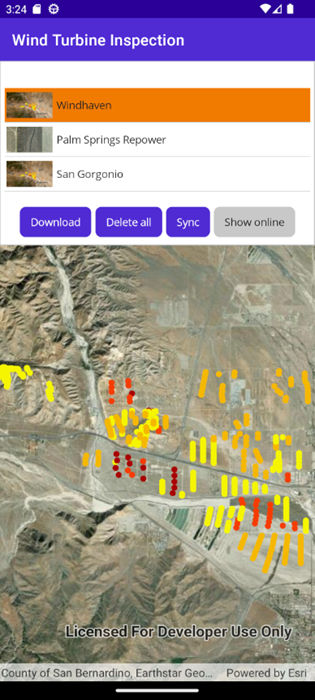 3:24
Wind Turbine Inspection
Windhaven
Palm Springs Repower
San Gorgonio
Download Delete all Sync Show online
Licensed For Developer Use Only
County of San Bernardino, Earthstar Geo... Powered by Esri